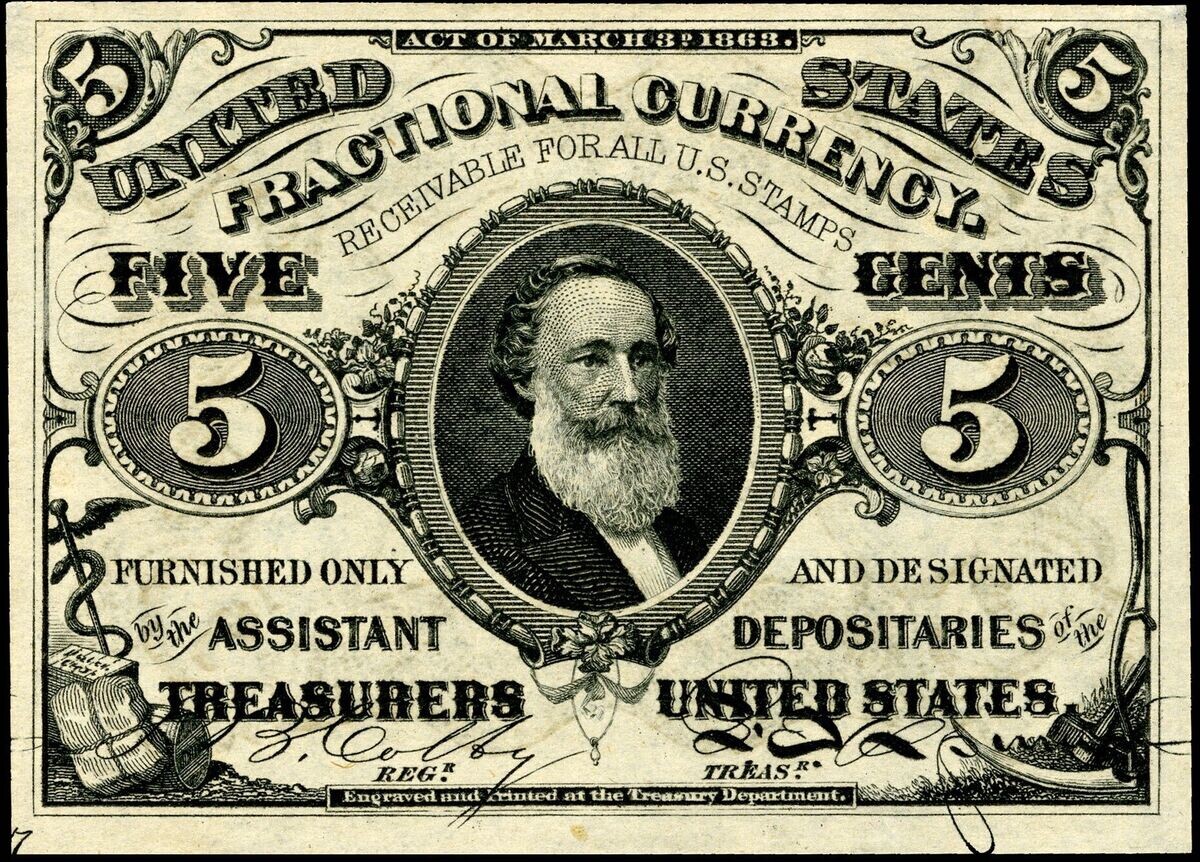 ACT OF MARCH 3D 1863.
5 5
UNITED STATES
FRACTIONAL CURRENCY.
RECEIVABLE FOR ALL U.S. STAMPS
FIVE CENTS
5 5
FURNISHED ONLY AND DESIGNATED
by the ASSISTANT DEPOSITARIES of the
TREASURERS UNITED STATES.
S. B. Colby
REG.R TREAS.R
Engraved and Printed at the Treasury Department.